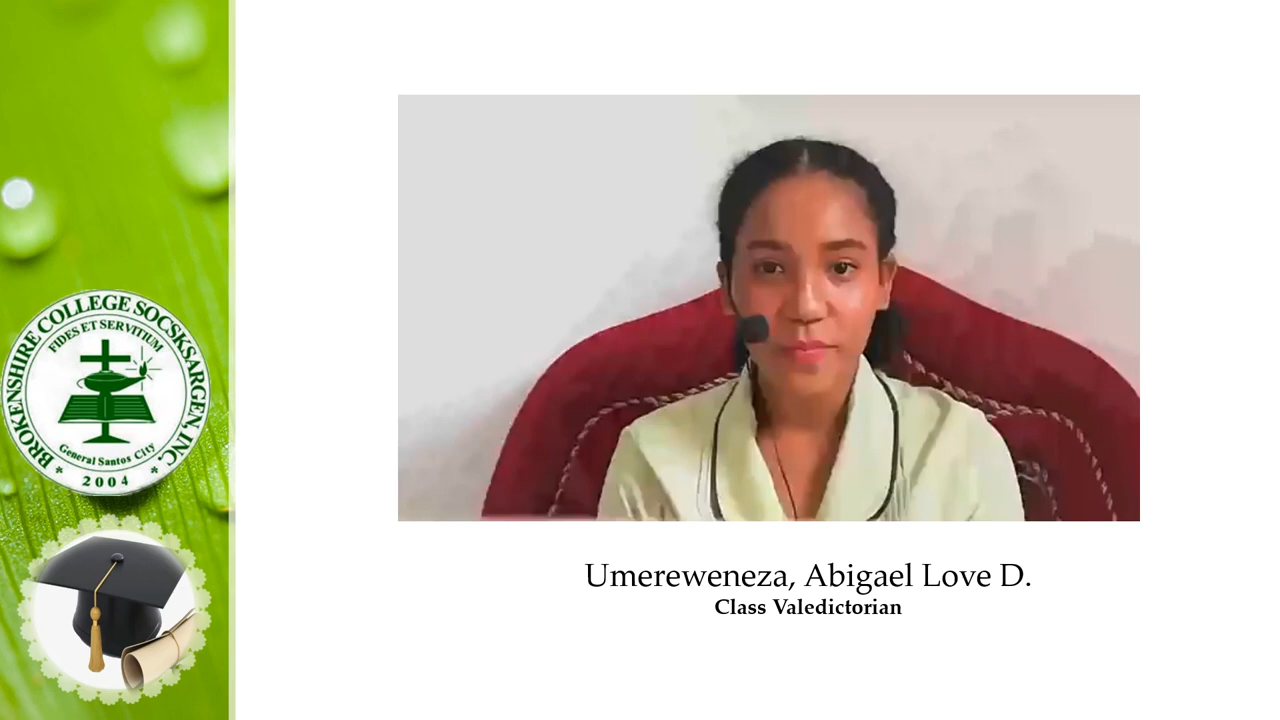 BROKENSHIRE COLLEGE SOCSKSARGEN, INC.
FIDES ET SERVITIUM
General Santos City
* 2004 *
Umereweneza, Abigael Love D.
Class Valedictorian